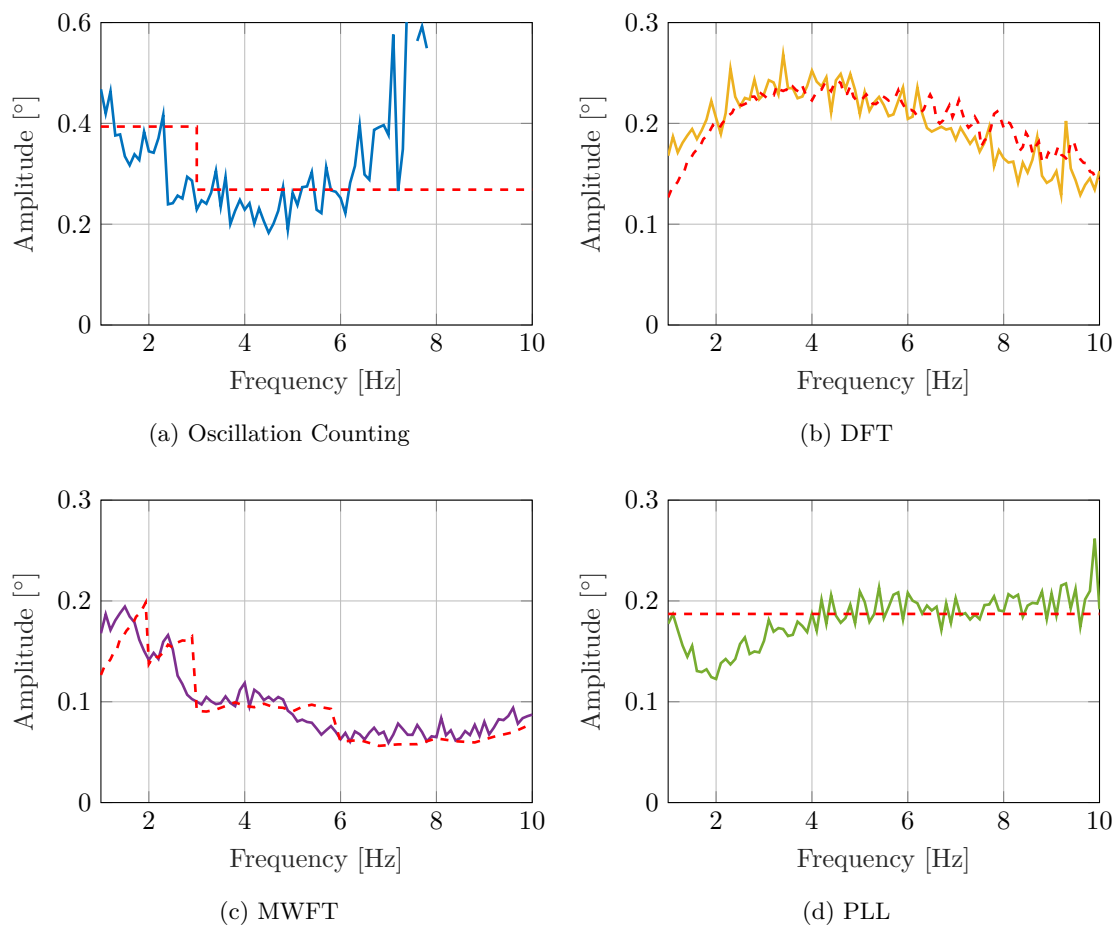 0.6
0.4
0.2
0
Amplitude [°]
2 4 6 8 10
Frequency [Hz]
(a) Oscillation Counting
0.3
0.2
0.1
0
Amplitude [°]
2 4 6 8 10
Frequency [Hz]
(b) DFT
0.3
0.2
0.1
0
Amplitude [°]
2 4 6 8 10
Frequency [Hz]
(c) MWFT
0.3
0.2
0.1
0
Amplitude [°]
2 4 6 8 10
Frequency [Hz]
(d) PLL